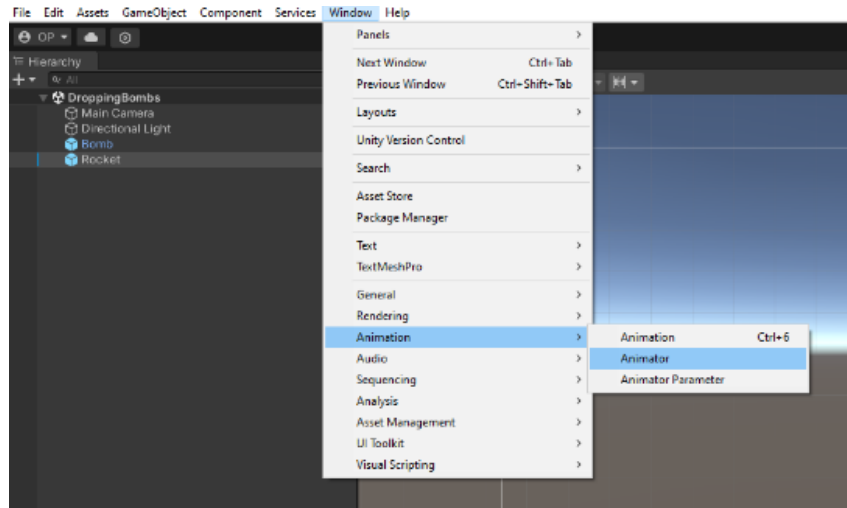 File Edit Assets GameObject Component Services Window Help
OP
Hierarchy
All
DroppingBombs
Main Camera
Directional Light
Bomb
Rocket
Panels
Next Window Ctrl+Tab
Previous Window Ctrl+Shift+Tab
Layouts
Unity Version Control
Search
Asset Store
Package Manager
Text
TextMeshPro
General
Rendering
Animation
Audio
Sequencing
Analysis
Asset Management
UI Toolkit
Visual Scripting
Animation Ctrl+6
Animator
Animator Parameter